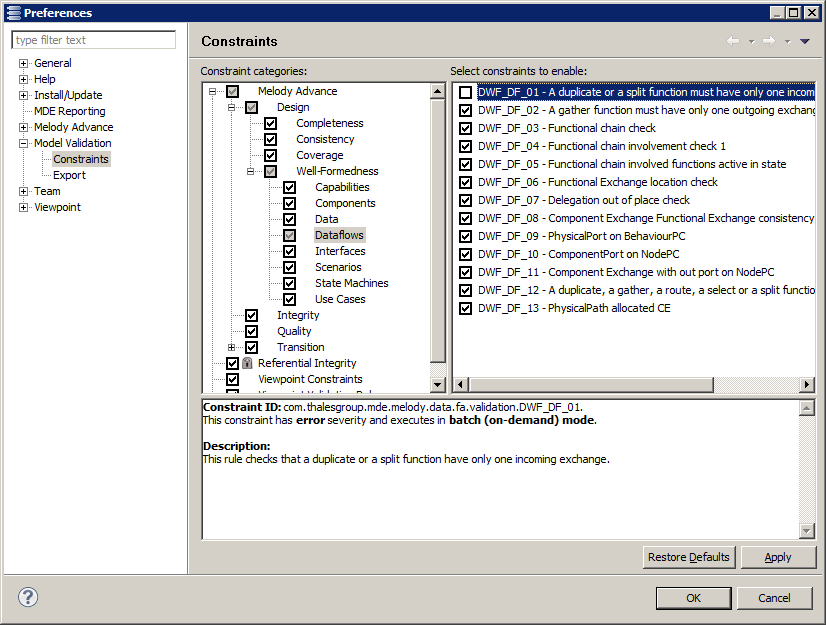 Preferences
type filter text
General
Help
Install/Update
MDE Reporting
Melody Advance
Model Validation
Constraints
Export
Team
Viewpoint
Constraints
Constraint categories:
Melody Advance
Design
Completeness
Consistency
Coverage
Well-Formedness
Capabilities
Components
Data
Dataflows
Interfaces
Scenarios
State Machines
Use Cases
Integrity
Quality
Transition
Referential Integrity
Viewpoint Constraints
Select constraints to enable:
DWF_DF_01 - A duplicate or a split function must have only one incom
DWF_DF_02 - A gather function must have only one outgoing exchang
DWF_DF_03 - Functional chain check
DWF_DF_04 - Functional chain involvement check 1
DWF_DF_05 - Functional chain involved functions active in state
DWF_DF_06 - Functional Exchange location check
DWF_DF_07 - Delegation out of place check
DWF_DF_08 - Component Exchange Functional Exchange consistency
DWF_DF_09 - PhysicalPort on BehaviourPC
DWF_DF_10 - ComponentPort on NodePC
DWF_DF_11 - Component Exchange with out port on NodePC
DWF_DF_12 - A duplicate, a gather, a route, a select or a split functio
DWF_DF_13 - PhysicalPath allocated CE
Constraint ID: com.thalesgroup.mde.melody.data.fa.validation.DWF_DF_01.
This constraint has error severity and executes in batch (on-demand) mode.
Description:
This rule checks that a duplicate or a split function have only one incoming exchange.
Restore Defaults
Apply
?
OK
Cancel